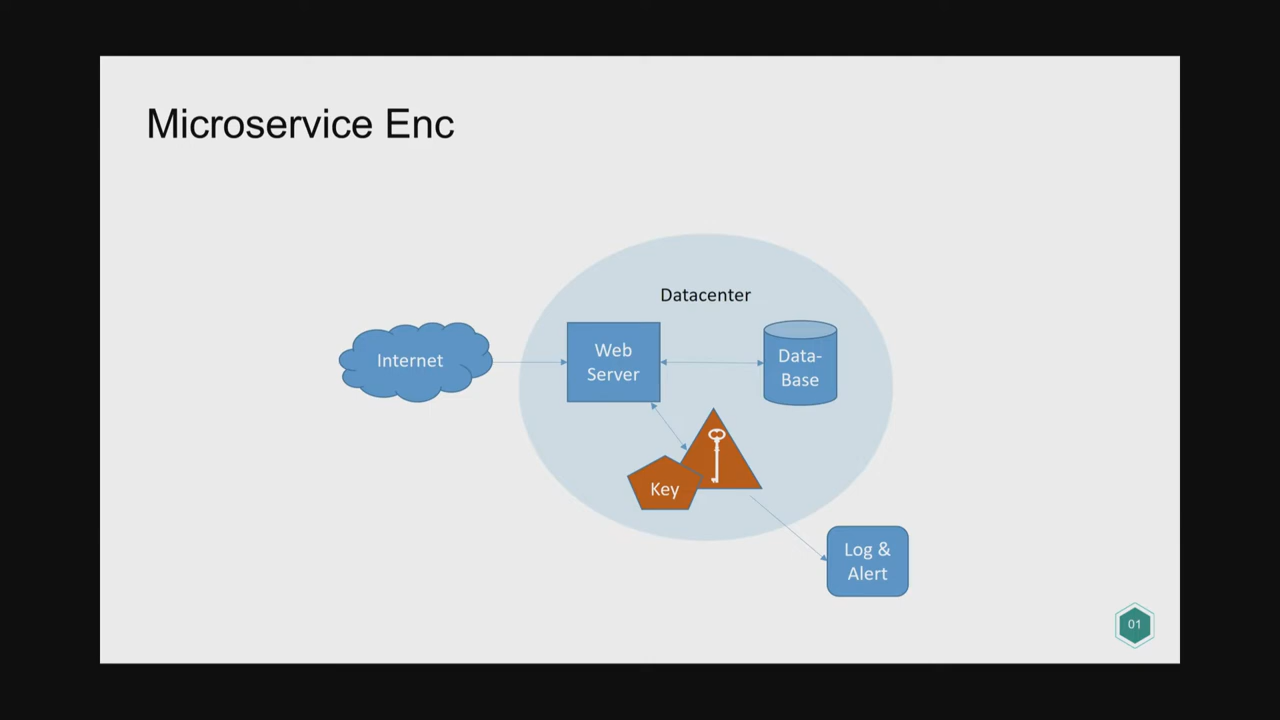 Microservice Enc
Datacenter
Internet
Web
Server
Data-
Base
Key
Log &
Alert
01